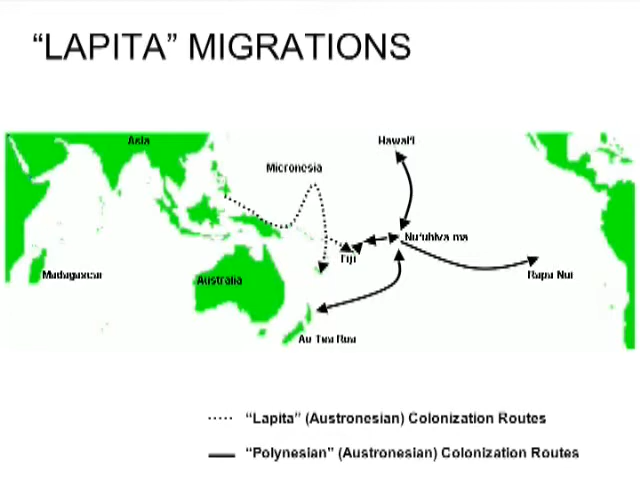 “LAPITA” MIGRATIONS
Asia
Hawai'i
Micronesia
Nu'uhiva ma
Fiji
Madagascar
Australia
Rapa Nui
Au Tea Roa
“Lapita” (Austronesian) Colonization Routes
“Polynesian” (Austronesian) Colonization Routes